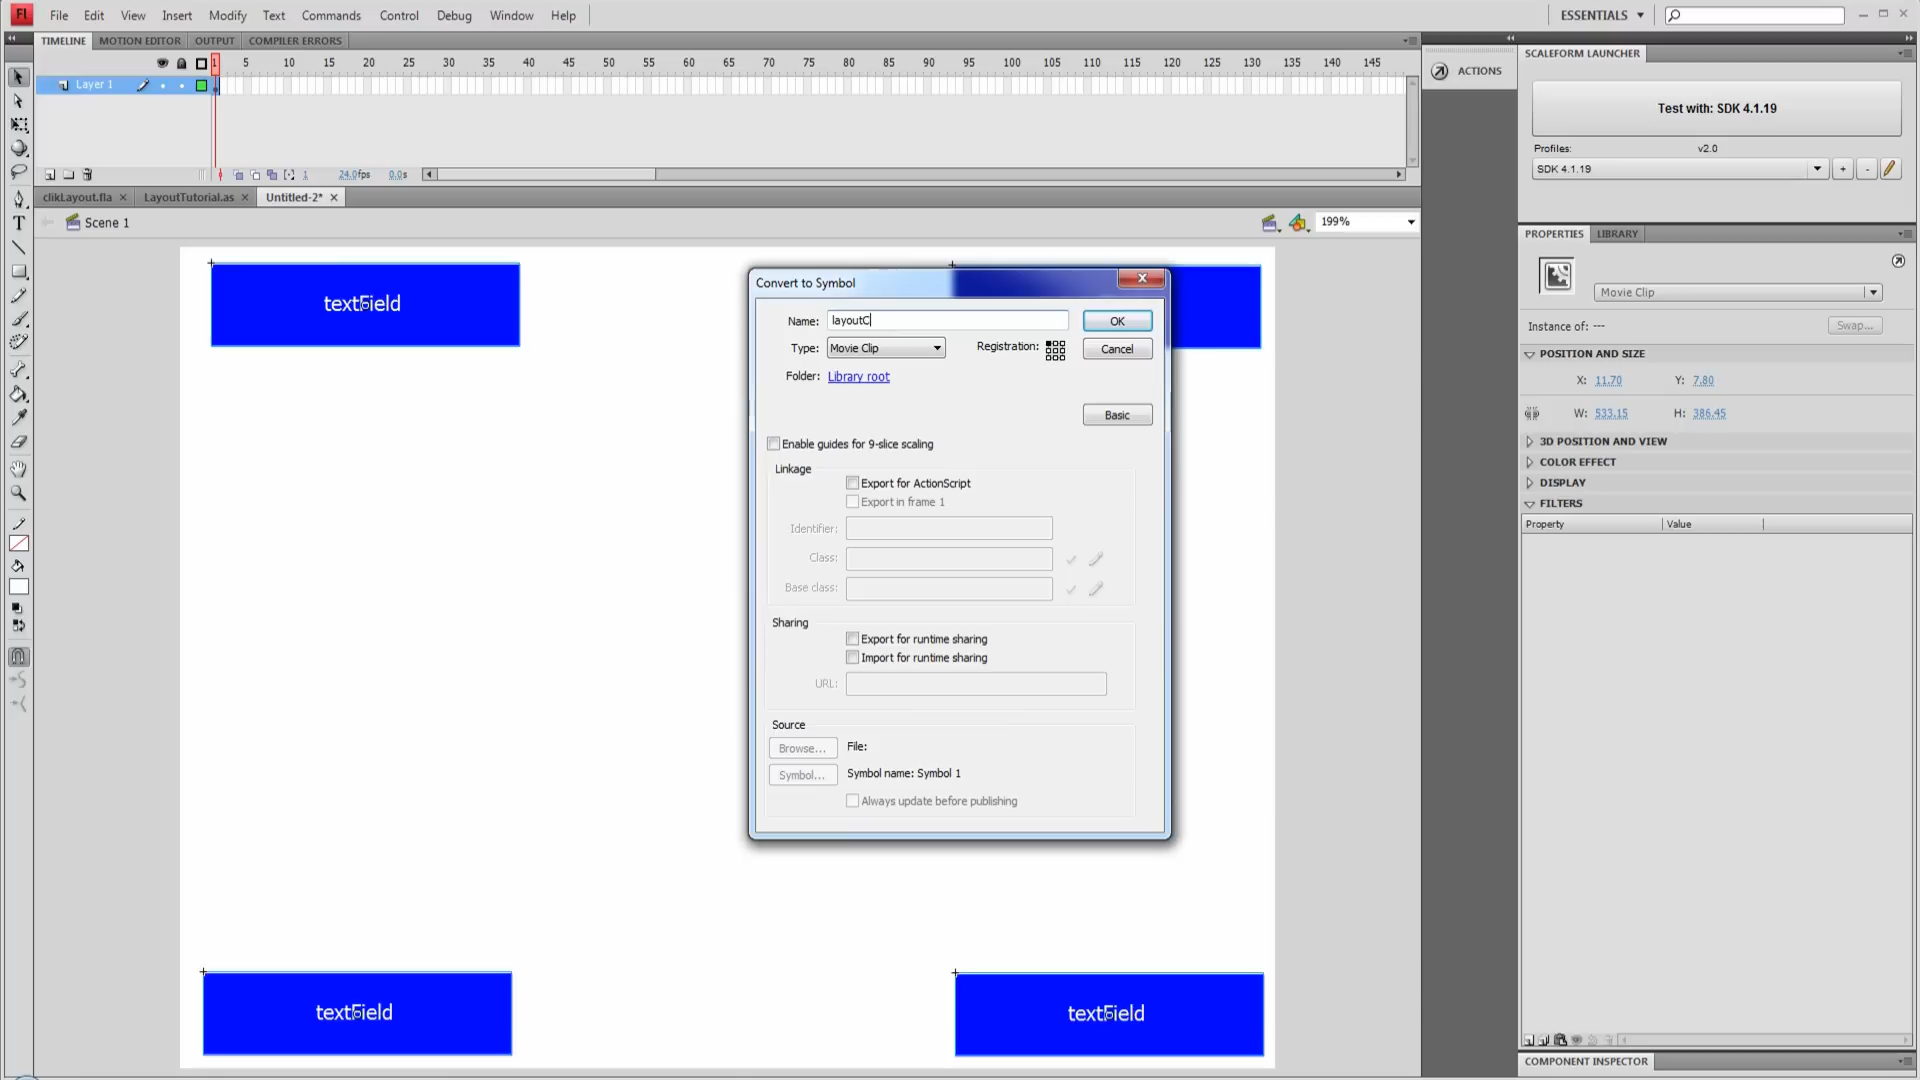 Fl File Edit View Insert Modify Text Commands Control Debug Window Help ESSENTIALS
TIMELINE MOTION EDITOR OUTPUT COMPILER ERRORS
1 5 10 15 20 25 30 35 40 45 50 55 60 65 70 75 80 85 90 95 100 105 110 115 120 125 130 135 140 145
Layer 1
1 24.0fps 0.0s
clikLayout.fla LayoutTutorial.as Untitled-2*
Scene 1
199%
textField
textField
textField
Convert to Symbol
Name: layoutC
OK
Type: Movie Clip
Registration:
Cancel
Folder: Library root
Basic
Enable guides for 9-slice scaling
Linkage
Export for ActionScript
Export in frame 1
Identifier:
Class:
Base class:
Sharing
Export for runtime sharing
Import for runtime sharing
URL:
Source
Browse... File:
Symbol... Symbol name: Symbol 1
Always update before publishing
ACTIONS
SCALEFORM LAUNCHER
Test with: SDK 4.1.19
Profiles: v2.0
SDK 4.1.19 + -
PROPERTIES LIBRARY
Movie Clip
Instance of: --- Swap...
POSITION AND SIZE
X: 11.70 Y: 7.80
W: 533.15 H: 386.45
3D POSITION AND VIEW
COLOR EFFECT
DISPLAY
FILTERS
Property Value
COMPONENT INSPECTOR